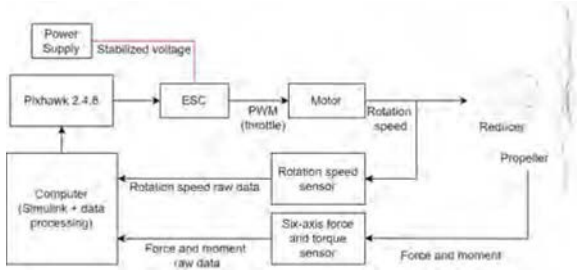 Power
Supply
Stabilized voltage
Pixhawk 2.4.8
ESC
PWM
(throttle)
Motor
Rotation
speed
Reducer
Propeller
Computer
(Simulink + data
processing)
Rotation speed raw data
Rotation speed
sensor
Force and moment
raw data
Six-axis force
and torque
sensor
Force and moment